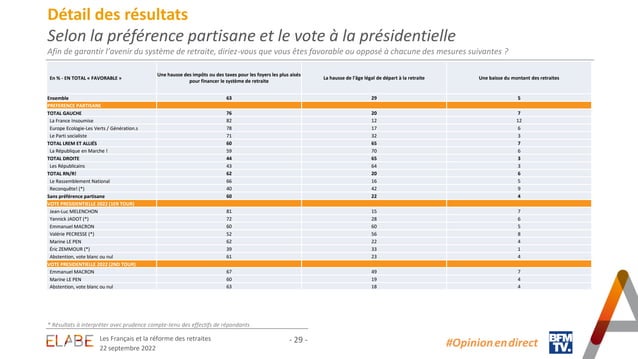 Détail des résultats
Selon la préférence partisane et le vote à la présidentielle
Afin de garantir l'avenir du système de retraite, diriez-vous que vous êtes favorable ou opposé à chacune des mesures suivantes ?
En % - EN TOTAL « FAVORABLE » Une hausse des impôts ou des taxes pour les foyers les plus aisés pour financer le système de retraite La hausse de l'âge légal de départ à la retraite Une baisse du montant des retraites
Ensemble 63 29 5
PREFERENCE PARTISANE
TOTAL GAUCHE 76 20 7
La France Insoumise 82 12 12
Europe Ecologie-Les Verts / Génération.s 78 17 6
Le Parti socialiste 71 32 3
TOTAL LREM ET ALLIÉS 60 65 7
La République en Marche ! 59 70 6
TOTAL DROITE 44 65 3
Les Républicains 43 64 3
TOTAL RN/R! 62 20 6
Le Rassemblement National 66 16 5
Reconquête! (*) 40 42 9
Sans préférence partisane 60 22 4
VOTE PRESIDENTIELLE 2022 (1ER TOUR)
Jean-Luc MELENCHON 81 15 7
Yannick JADOT (*) 72 28 6
Emmanuel MACRON 60 60 5
Valérie PECRESSE (*) 52 56 8
Marine LE PEN 62 22 4
Éric ZEMMOUR (*) 39 33 1
Abstention, vote blanc ou nul 61 23 4
VOTE PRESIDENTIELLE 2022 (2ND TOUR)
Emmanuel MACRON 67 49 7
Marine LE PEN 60 19 4
Abstention, vote blanc ou nul 63 18 4
* Résultats à interpréter avec prudence compte-tenu des effectifs de répondants
ELABE
Les Français et la réforme des retraites
22 septembre 2022
- 29 -
#Opinion en direct
BFM
TV.